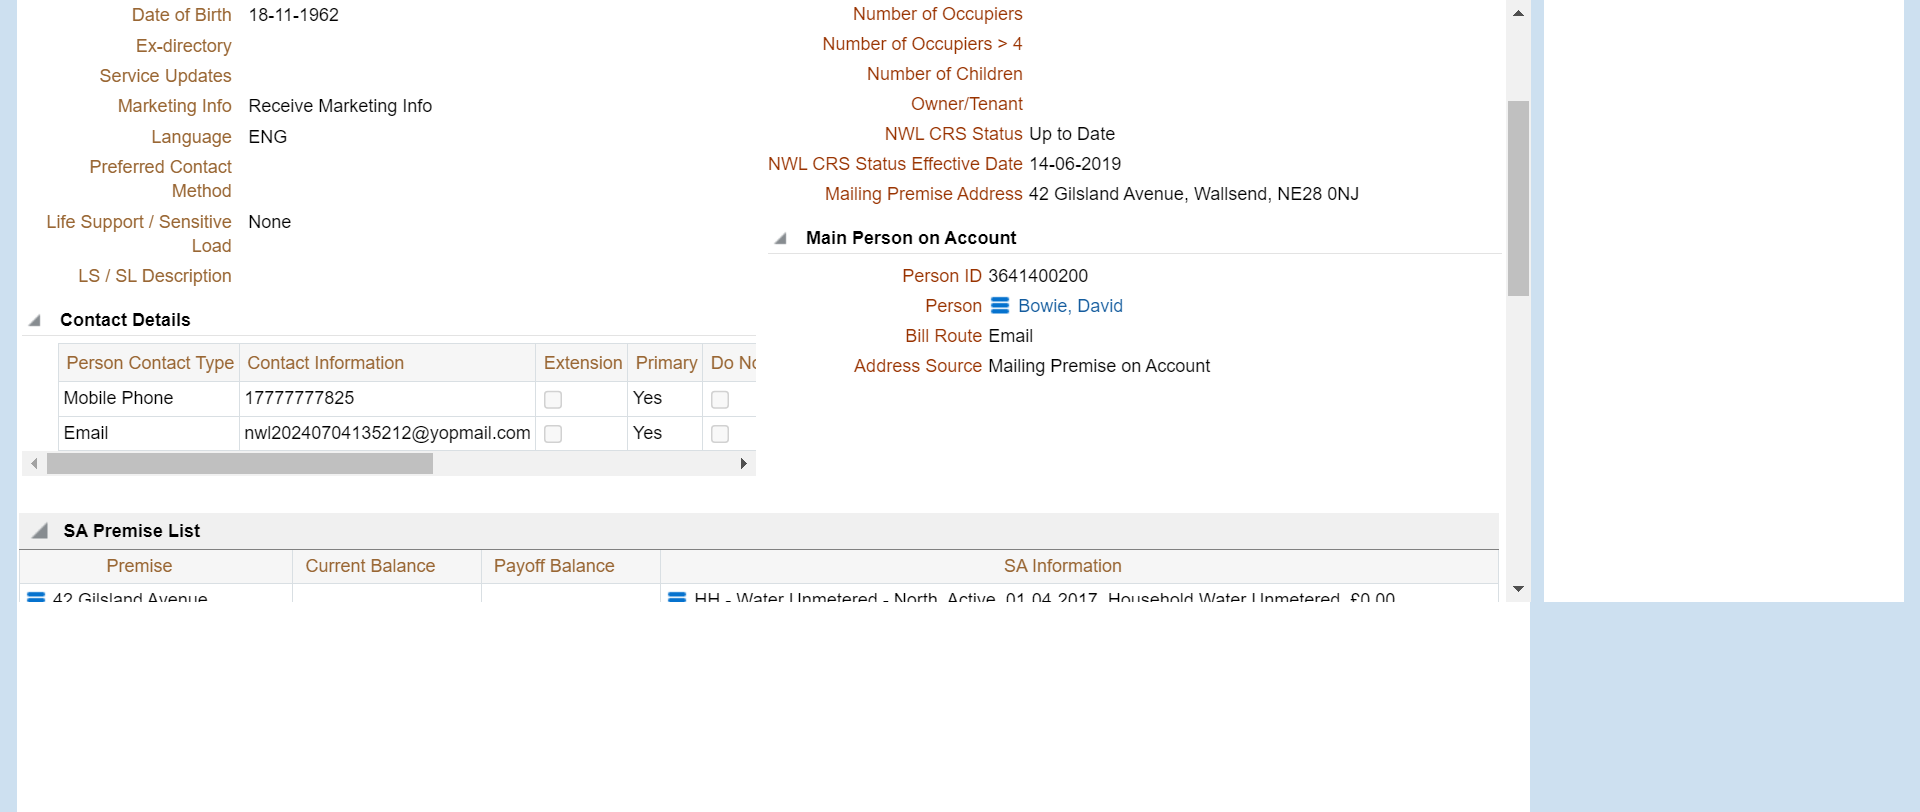 Date of Birth 18-11-1962
Ex-directory
Service Updates
Marketing Info Receive Marketing Info
Language ENG
Preferred Contact
Method
Life Support / Sensitive None
Load
LS / SL Description
Contact Details
Person Contact Type Contact Information Extension Primary Do No
Mobile Phone 17777777825 Yes
Email nwl20240704135212@yopmail.com Yes
Number of Occupiers
Number of Occupiers > 4
Number of Children
Owner/Tenant
NWL CRS Status Up to Date
NWL CRS Status Effective Date 14-06-2019
Mailing Premise Address 42 Gilsland Avenue, Wallsend, NE28 0NJ
Main Person on Account
Person ID 3641400200
Person Bowie, David
Bill Route Email
Address Source Mailing Premise on Account
SA Premise List
Premise Current Balance Payoff Balance SA Information
42 Gilsland Avenue HH - Water Unmetered - North, Active, 01.04.2017, Household Water Unmetered, £0.00